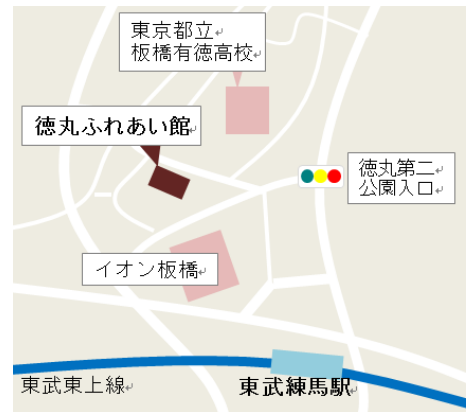 東京都立
板橋有徳高校
徳丸ふれあい館
徳丸第二
公園入口
イオン板橋
東武東上線
東武練馬駅